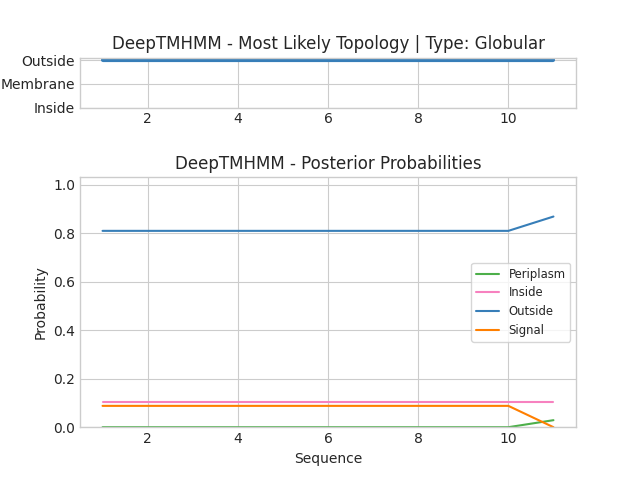 DeepTMHMM - Most Likely Topology | Type: Globular
Outside
Membrane
Inside
2 4 6 8 10
DeepTMHMM - Posterior Probabilities
1.0
0.8
0.6
0.4
0.2
0.0
Probability
Periplasm
Inside
Outside
Signal
2 4 6 8 10
Sequence